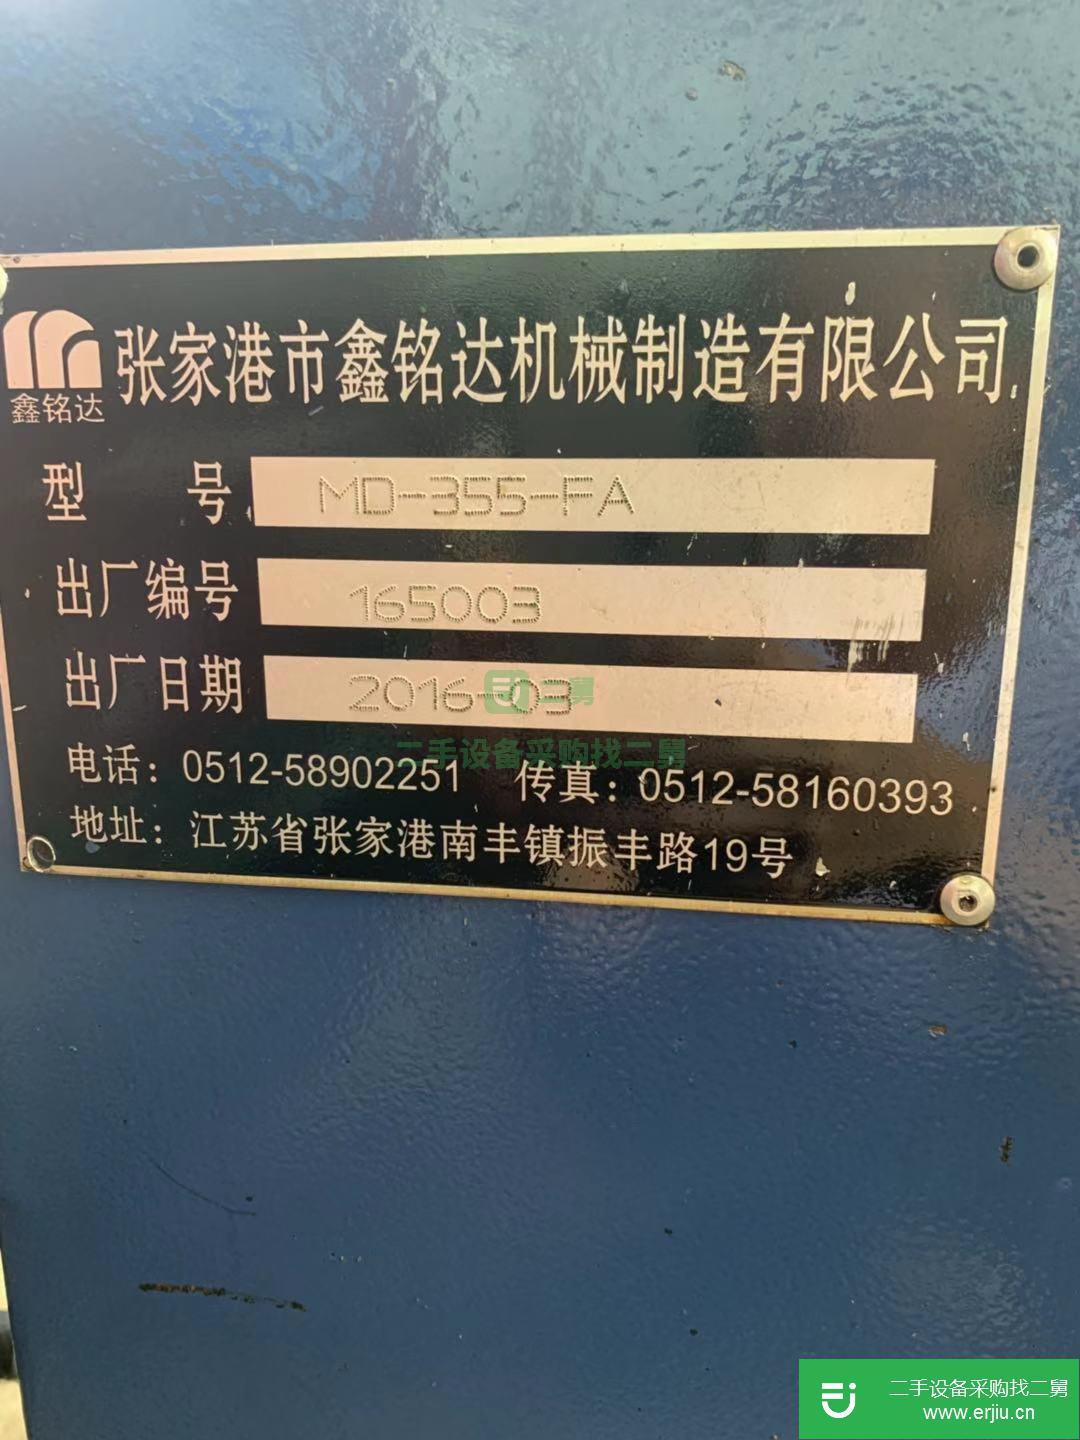 张家港市鑫铭达机械制造有限公司
鑫铭达
型 号 MD-355-FA
出厂编号 165003
出厂日期 2016-03
二舅
二手设备采购找二舅
电话：0512-58902251 传真：0512-58160393
地址：江苏省张家港南丰镇振丰路19号
二手设备采购找二舅
www.erjiu.cn